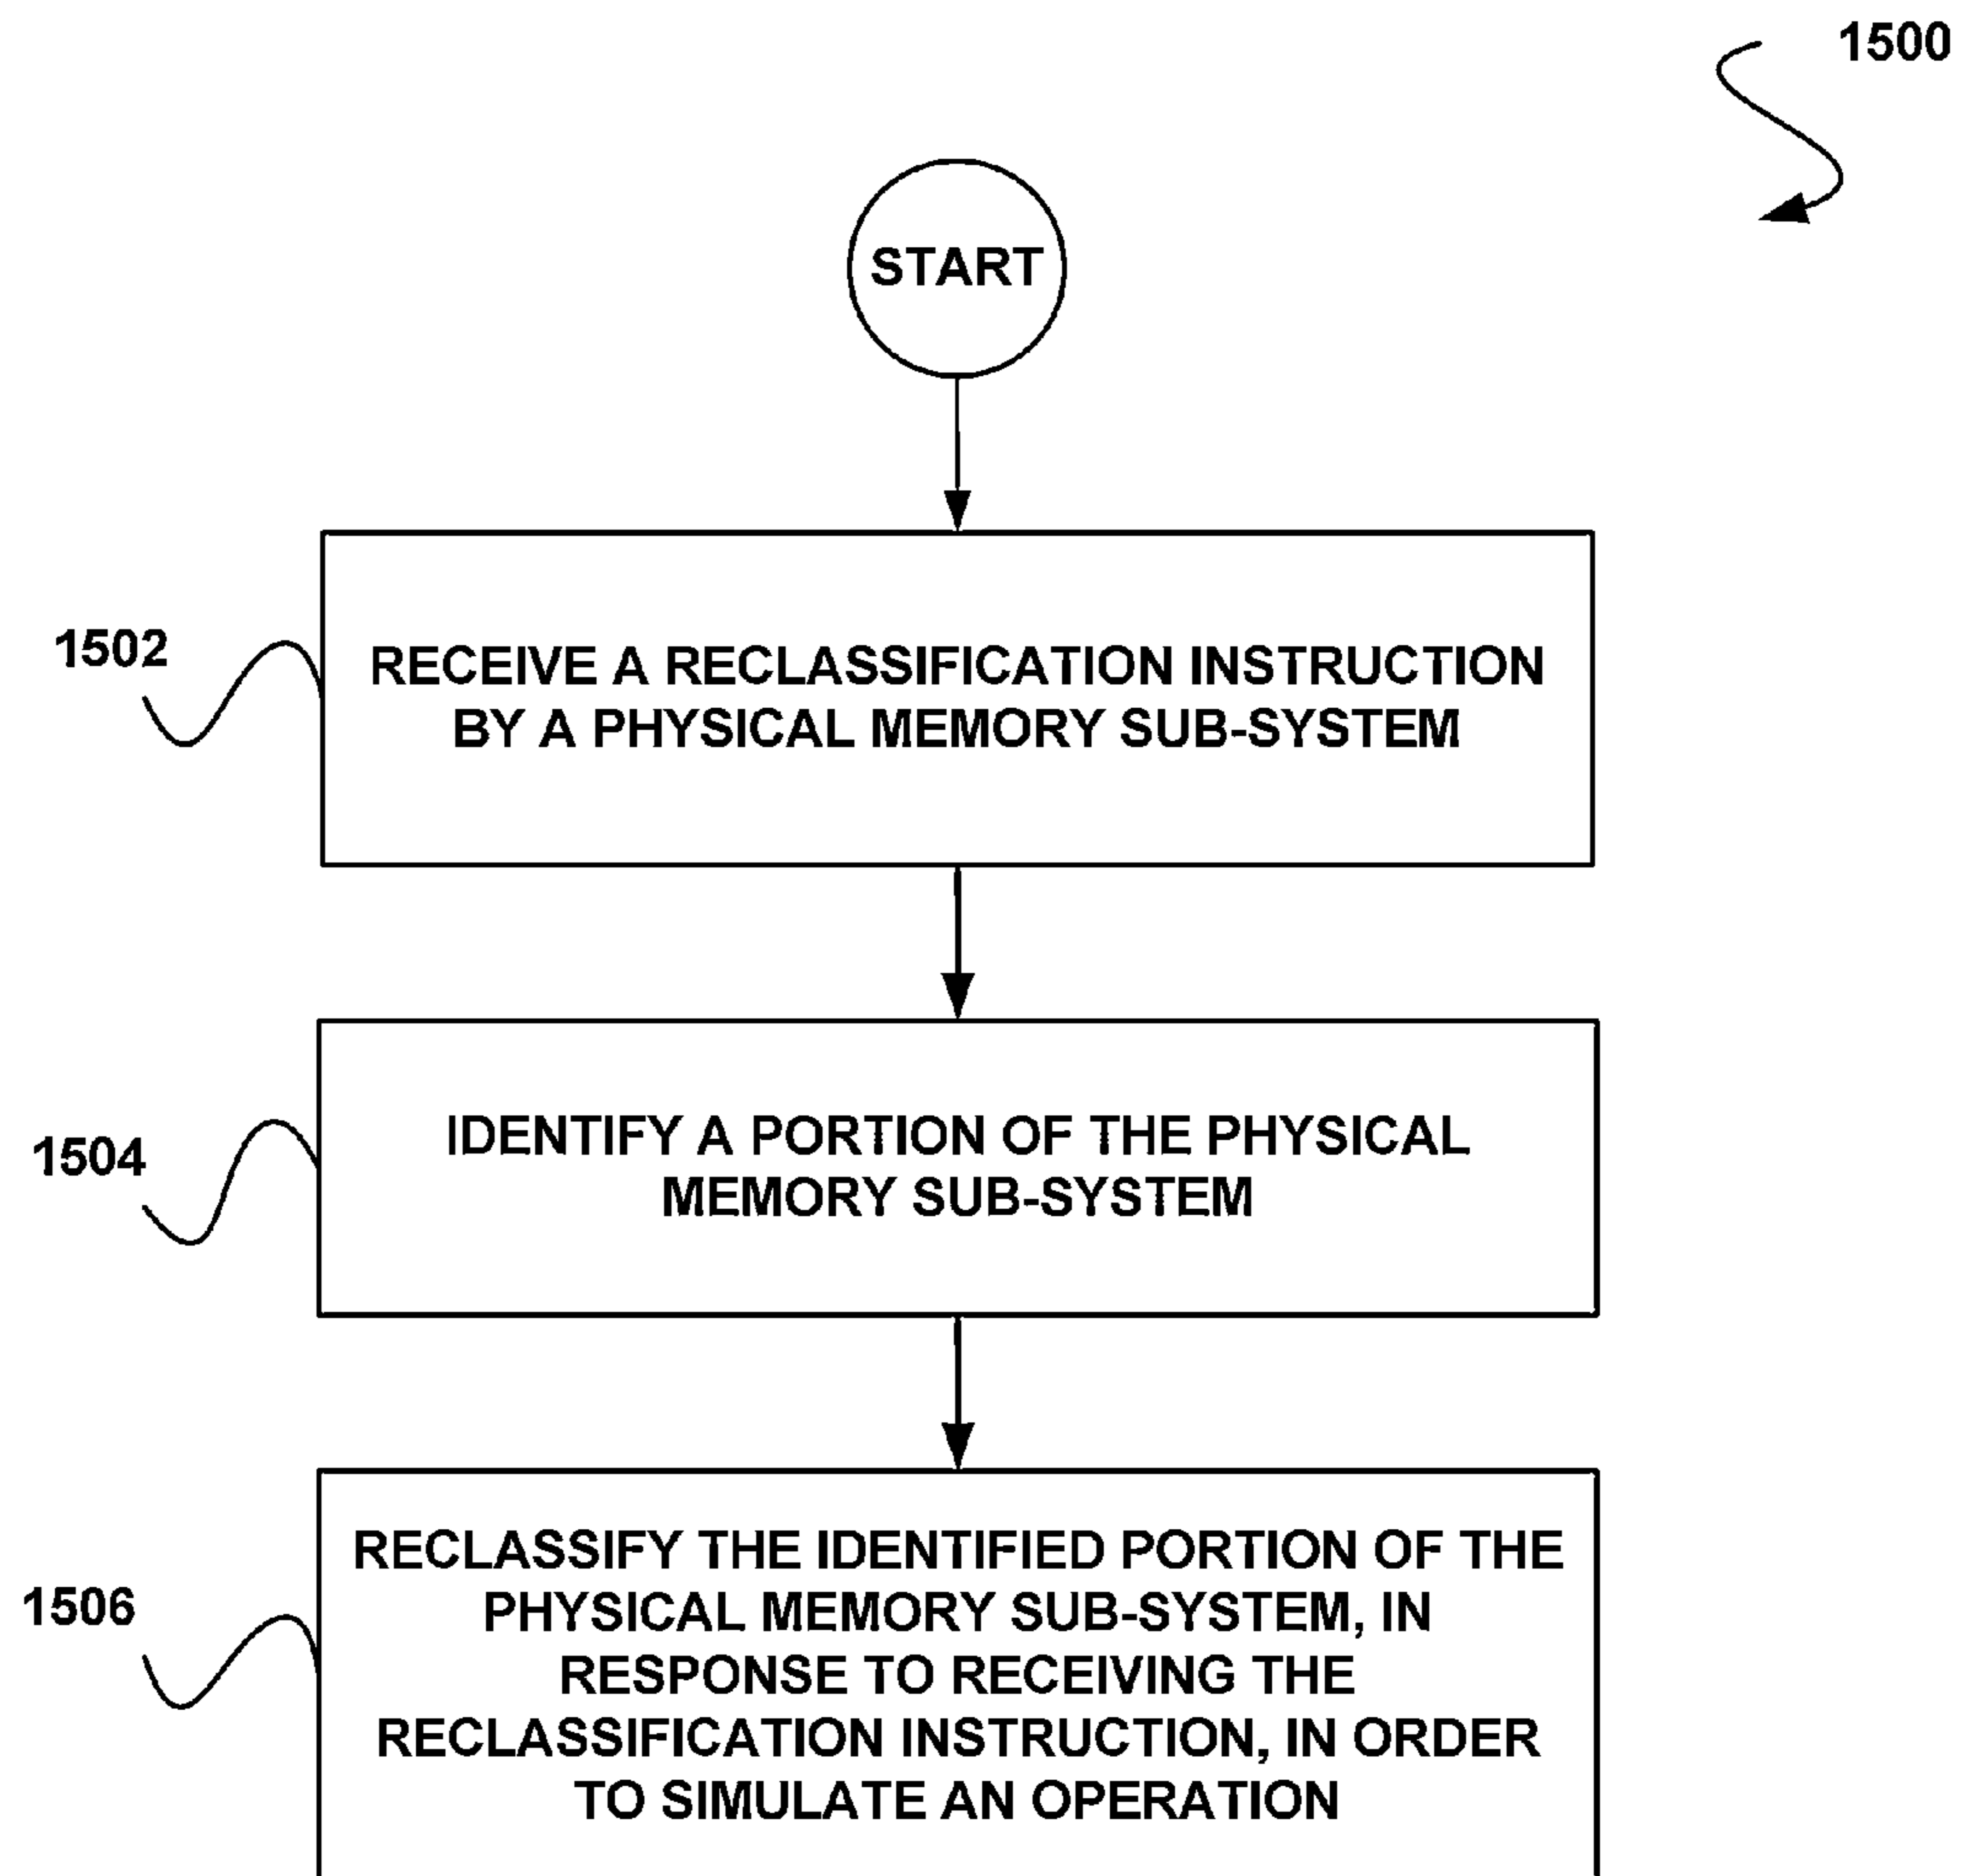 1500
START
1502
RECEIVE A RECLASSIFICATION INSTRUCTION
BY A PHYSICAL MEMORY SUB-SYSTEM
1504
IDENTIFY A PORTION OF THE PHYSICAL
MEMORY SUB-SYSTEM
1506
RECLASSIFY THE IDENTIFIED PORTION OF THE
PHYSICAL MEMORY SUB-SYSTEM, IN
RESPONSE TO RECEIVING THE
RECLASSIFICATION INSTRUCTION, IN ORDER
TO SIMULATE AN OPERATION